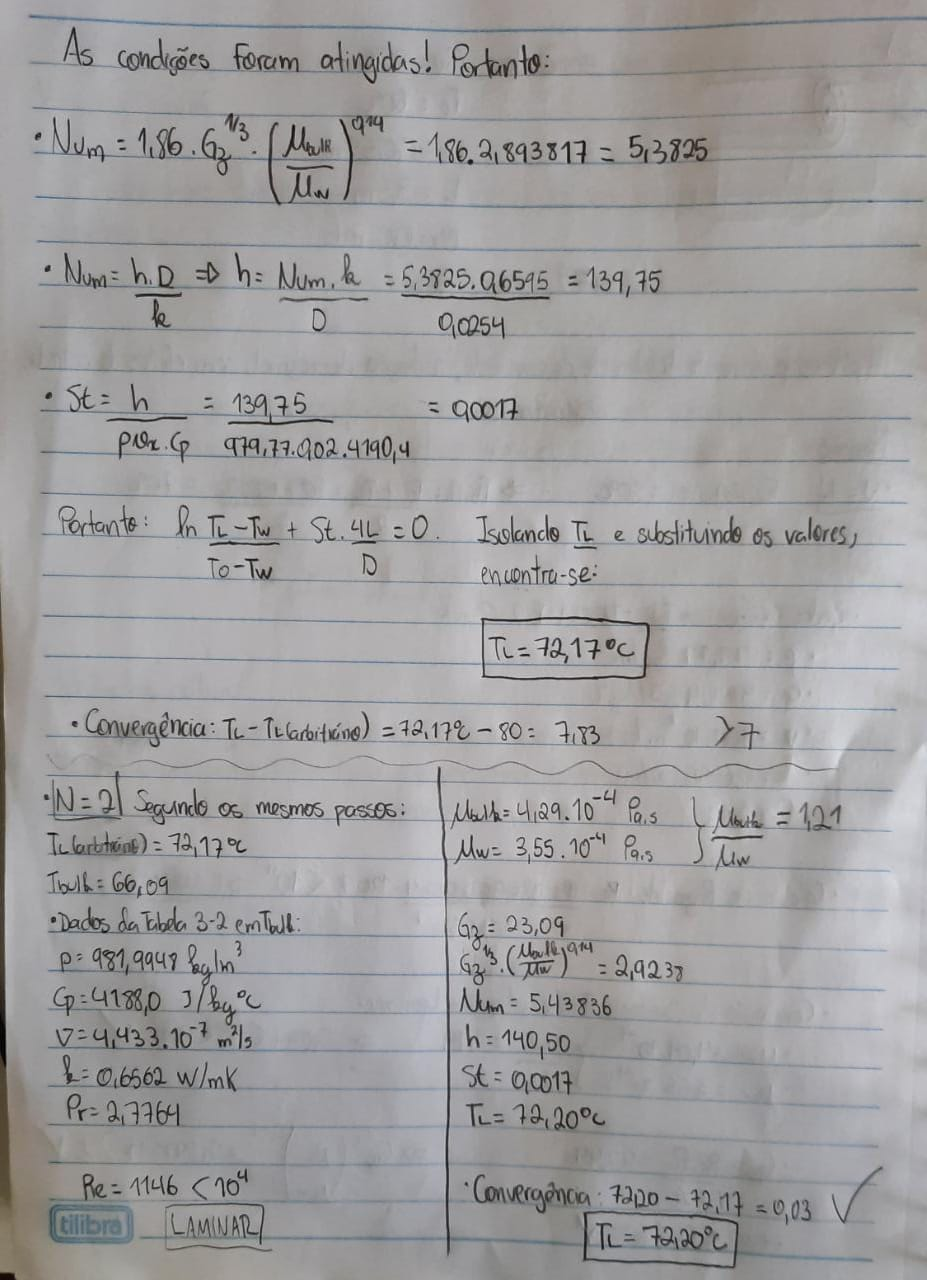 As condições foram atingidas! Portanto:
• Num = 1,86 . Gz^1/3 . (μbulk/μw)^0,14 = 1,86 . 2,893817 = 5,3825
• Num = h.D/k ⇒ h = Num.k/D = 5,3825.0,6595/0,0254 = 139,75
• St = h/ρvx.Cp = 139,75/979,77.0,02.4190,4 = 0,0017
Portanto: ln TL-Tw/To-Tw + St.4L/D = 0. Isolando TL e substituindo os valores,
encontra-se:
TL = 72,17°C
• Convergência: TL - TL(arbitrário) = 72,17°C - 80 = 7,83 >7
• N=2 Segundo os mesmos passos:
TL(arbitrário) = 72,17°C
Tbulk = 66,09
• Dados da Tabela 3-2 em Tbulk:
ρ = 981,9948 kg/m³
Cp = 4188,0 J/kg°C
ν = 4,433.10^-7 m²/s
k = 0,6562 W/mK
Pr = 2,7764
Re = 1146 < 10^4
LAMINAR
tilibra
μbulk = 4,29.10^-4 Pa.s
μw = 3,55.10^-4 Pa.s
} μbulk/μw = 1,21
Gz = 23,09
Gz^1/3.(μbulk/μw)^0,14 = 2,9238
Num = 5,43836
h = 140,50
St = 0,0017
TL = 72,20°C
• Convergência: 72,20 - 72,17 = 0,03 ✓
TL = 72,20°C